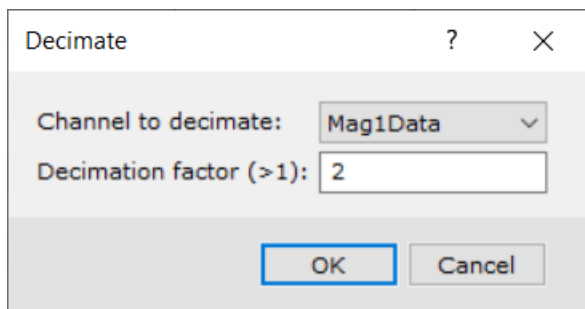 Decimate ?
Channel to decimate: Mag1Data
Decimation factor (>1): 2
OK Cancel